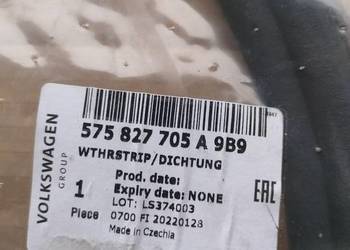 VOLKSWAGEN
GROUP
575 827 705 A 9B9
WTHRSTRIP/DICHTUNG
Prod. date:
Expiry date: NONE
LOT: LS374003
1
Piece
0700 FI 20220128
Made in Czechia
EAC